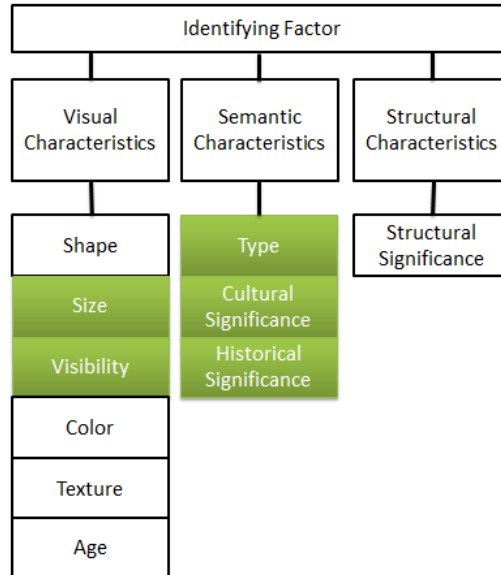 Identifying Factor
Visual
Characteristics
Semantic
Characteristics
Structural
Characteristics
Shape
Size
Visibility
Color
Texture
Age
Type
Cultural
Significance
Historical
Significance
Structural
Significance